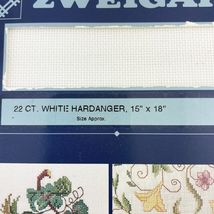 ZWEIGAR
22 CT. WHITE HARDANGER, 15" x 18"
Size Approx.